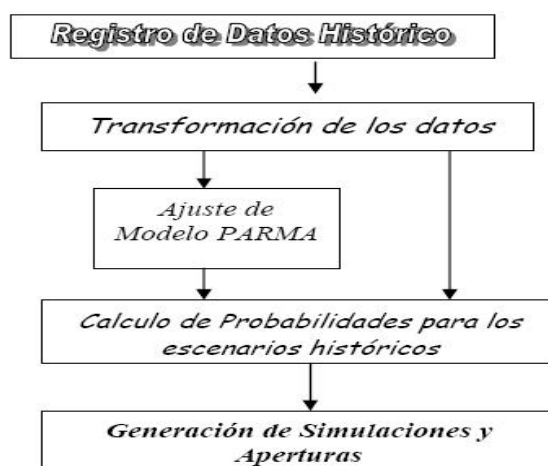 Registro de Datos Histórico
Transformación de los datos
Ajuste de
Modelo PARMA
Calculo de Probabilidades para los
escenarios históricos
Generación de Simulaciones y
Aperturas